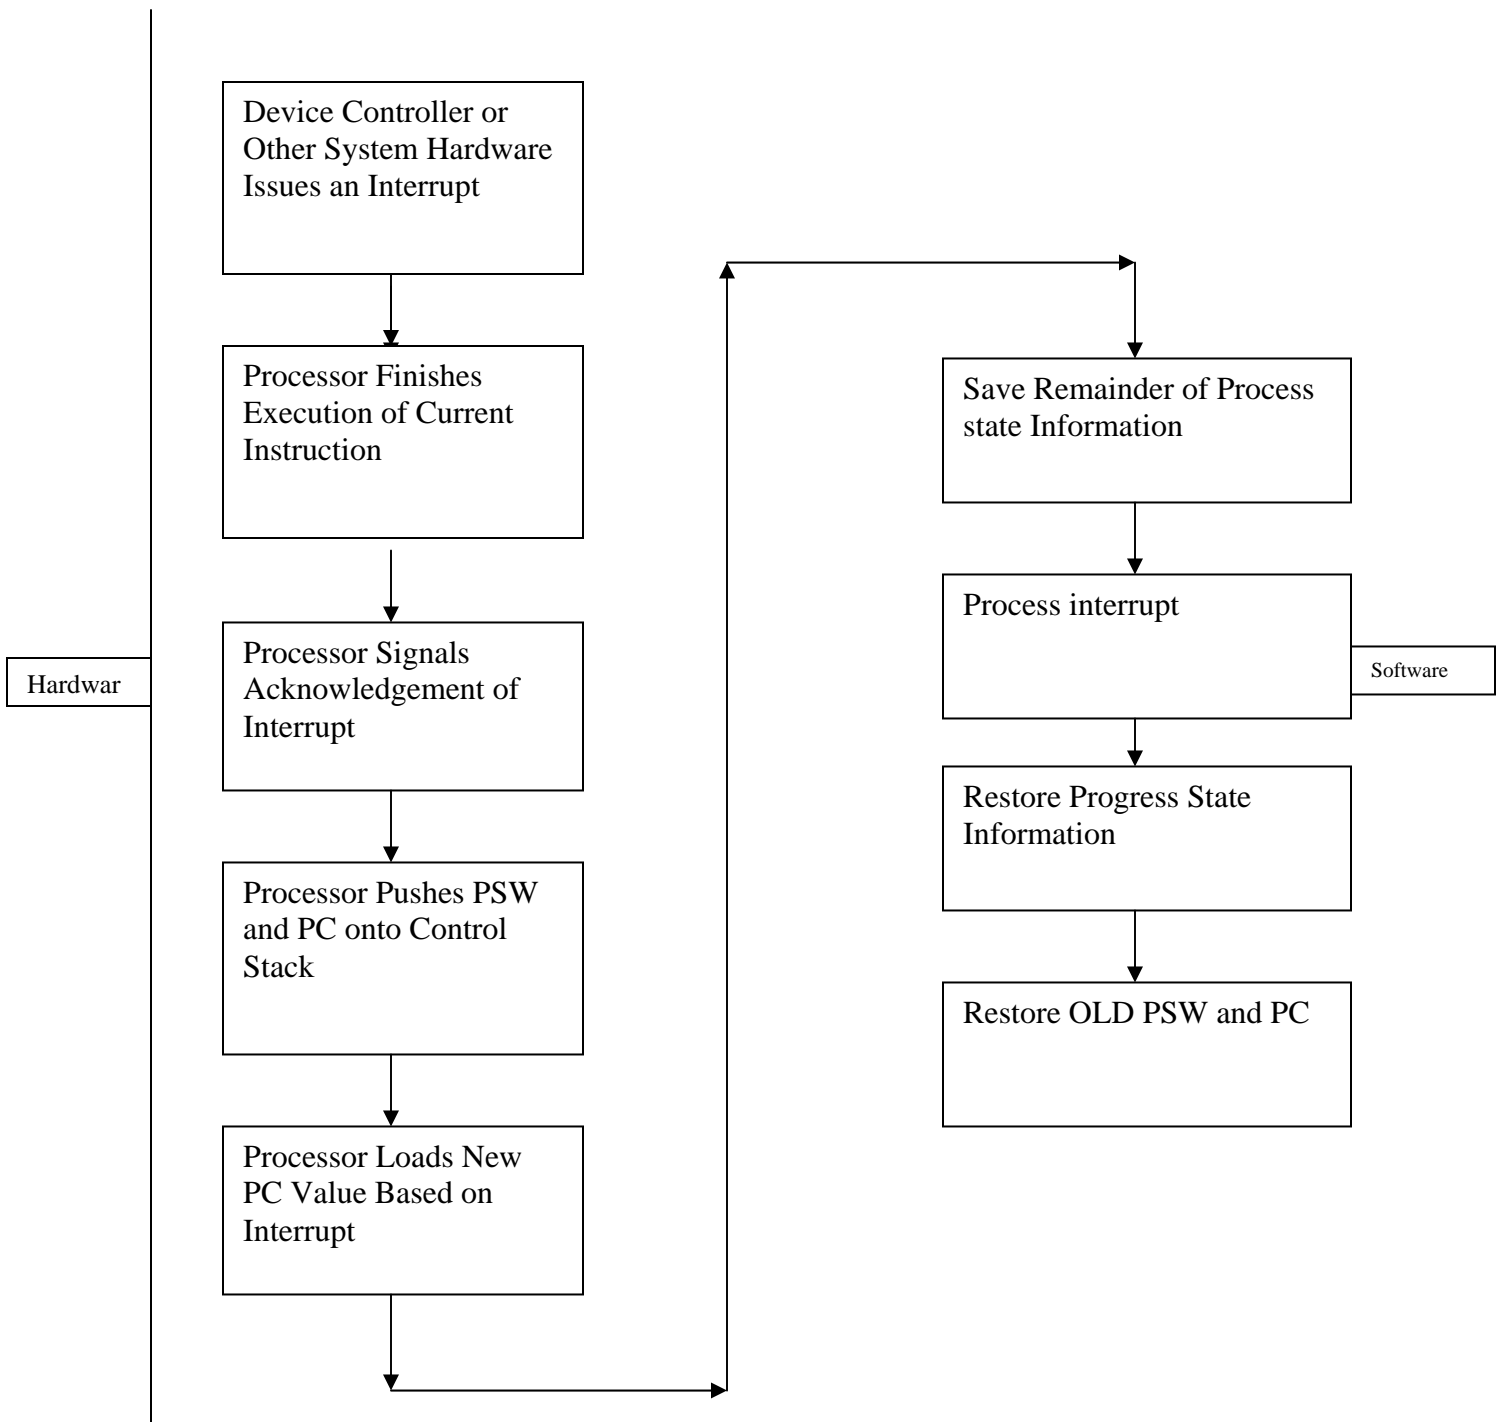 Device Controller or
Other System Hardware
Issues an Interrupt
Processor Finishes
Execution of Current
Instruction
Processor Signals
Acknowledgement of
Interrupt
Hardwar
Processor Pushes PSW
and PC onto Control
Stack
Processor Loads New
PC Value Based on
Interrupt
Save Remainder of Process
state Information
Process interrupt
Software
Restore Progress State
Information
Restore OLD PSW and PC